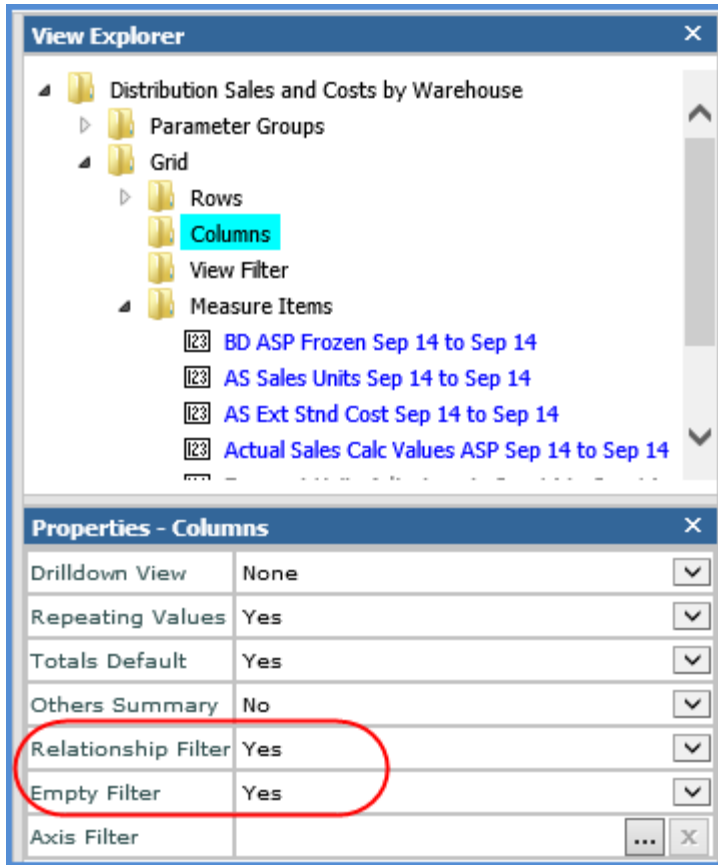 View Explorer
Distribution Sales and Costs by Warehouse
Parameter Groups
Grid
Rows
Columns
View Filter
Measure Items
BD ASP Frozen Sep 14 to Sep 14
AS Sales Units Sep 14 to Sep 14
AS Ext Stnd Cost Sep 14 to Sep 14
Actual Sales Calc Values ASP Sep 14 to Sep 14
Properties - Columns
Drilldown View None
Repeating Values Yes
Totals Default Yes
Others Summary No
Relationship Filter Yes
Empty Filter Yes
Axis Filter ...